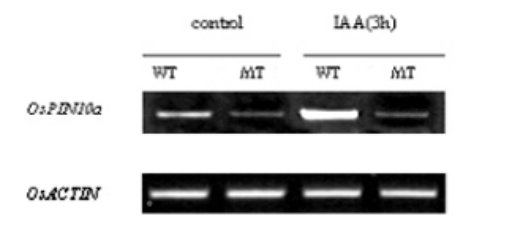 control IAA(3h)
WT MT WT MT
OsPIN10a
OsACTIN